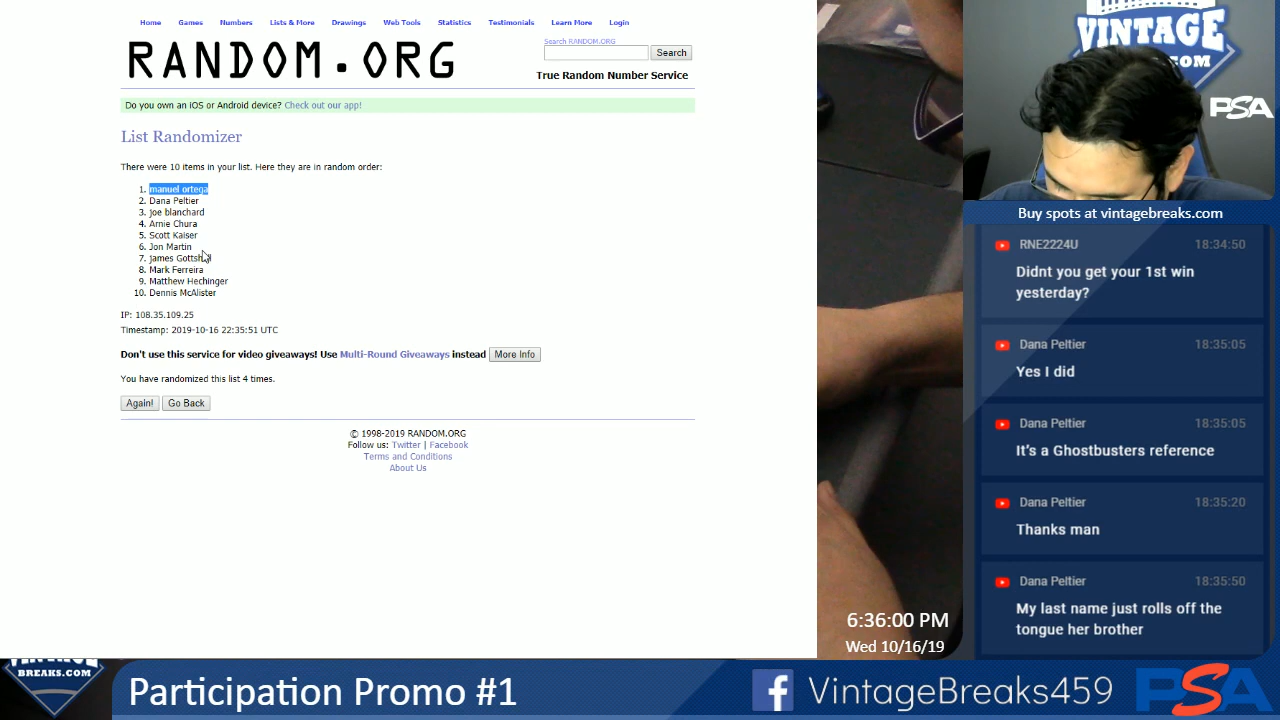 Home Games Numbers Lists & More Drawings Web Tools Statistics Testimonials Learn More Login
RANDOM.ORG
Search RANDOM.ORG
Search
True Random Number Service
Do you own an iOS or Android device? Check out our app!
List Randomizer
There were 10 items in your list. Here they are in random order:
1. manuel ortega
2. Dana Peltier
3. joe blanchard
4. Arnie Chura
5. Scott Kaiser
6. Jon Martin
7. james Gottshall
8. Mark Ferreira
9. Matthew Hechinger
10. Dennis McAlister
IP: 108.35.109.25
Timestamp: 2019-10-16 22:35:51 UTC
Don't use this service for video giveaways! Use Multi-Round Giveaways instead More Info
You have randomized this list 4 times.
Again! Go Back
© 1998-2019 RANDOM.ORG
Follow us: Twitter | Facebook
Terms and Conditions
About Us
VINTAGE
.COM
PSA
Buy spots at vintagebreaks.com
RNE2224U 18:34:50
Didnt you get your 1st win
yesterday?
Dana Peltier 18:35:05
Yes I did
Dana Peltier 18:35:05
It's a Ghostbusters reference
Dana Peltier 18:35:20
Thanks man
Dana Peltier 18:35:50
My last name just rolls off the
tongue her brother
6:36:00 PM
Wed 10/16/19
VINTAGE
BREAKS.COM
Participation Promo #1
f VintageBreaks459
PSA